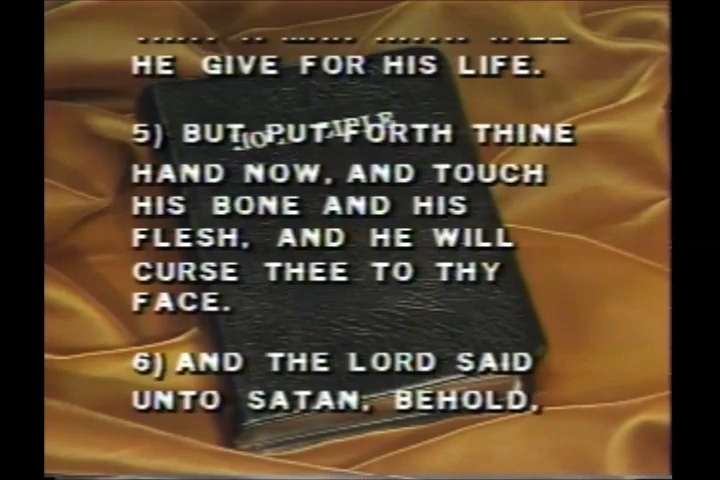 HE GIVE FOR HIS LIFE.
5) BUT PUT FORTH THINE
HAND NOW, AND TOUCH
HIS BONE AND HIS
FLESH, AND HE WILL
CURSE THEE TO THY
FACE.
6) AND THE LORD SAID
UNTO SATAN, BEHOLD,